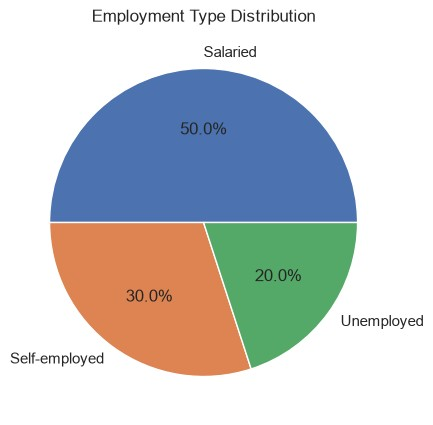 Employment Type Distribution
Salaried
50.0%
30.0%
20.0%
Self-employed
Unemployed